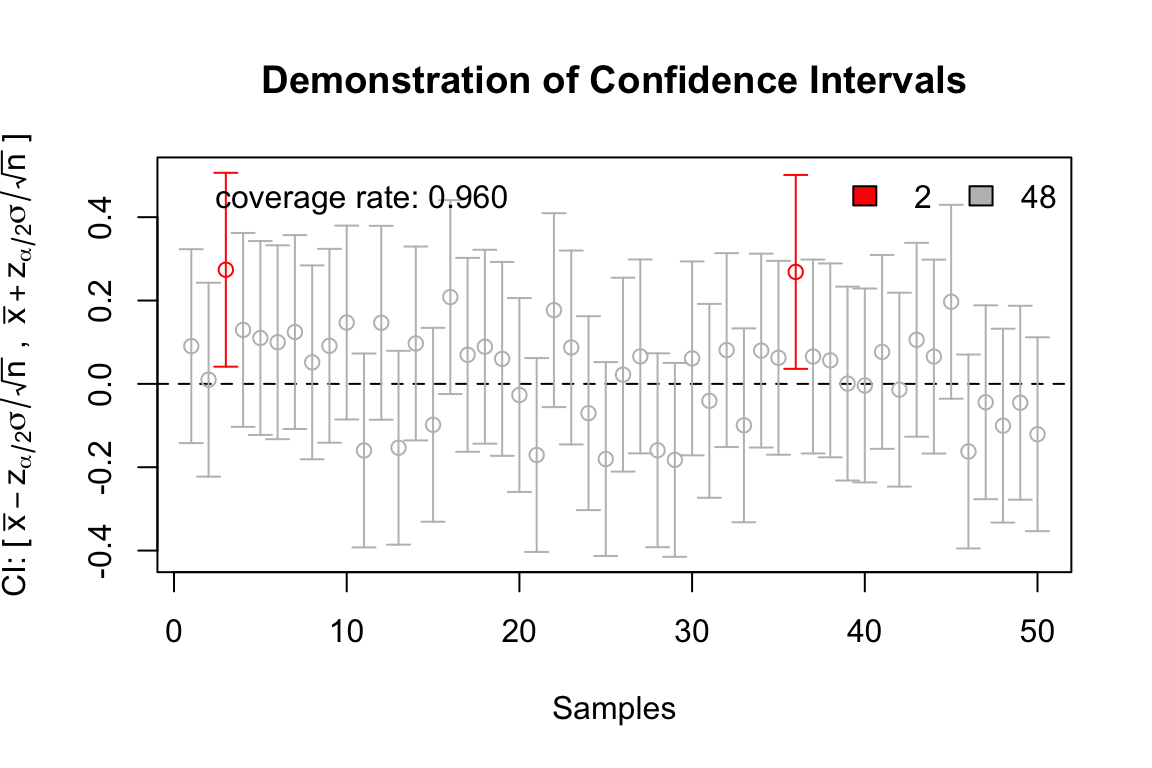 Demonstration of Confidence Intervals
CI: [ x̄ − zα/2σ/√n , x̄ + zα/2σ/√n ]
coverage rate: 0.960
2 48
0.4
0.2
0.0
-0.2
-0.4
0 10 20 30 40 50
Samples